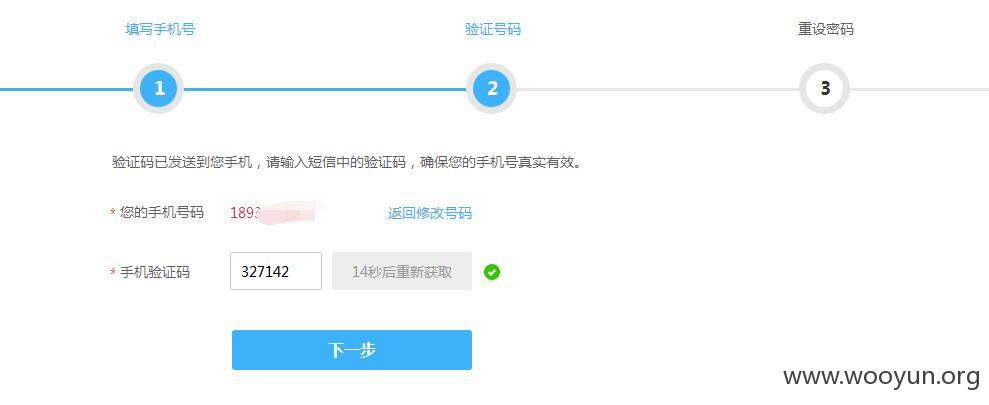 填写手机号 验证号码 重设密码
1 2 3
验证码已发送到您手机，请输入短信中的验证码，确保您的手机号真实有效。
* 您的手机号码 189 返回修改号码
* 手机验证码 327142 14秒后重新获取
下一步
www.wooyun.org